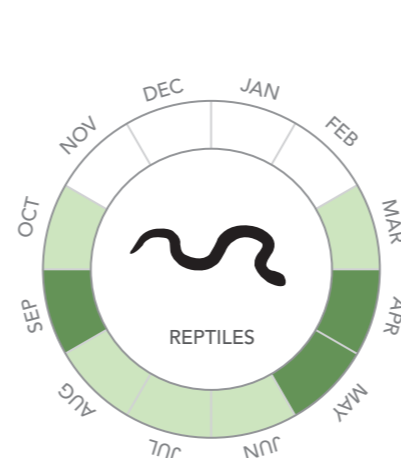 JAN
FEB
MAR
APR
MAY
JUN
JUL
AUG
SEP
OCT
NOV
DEC
REPTILES